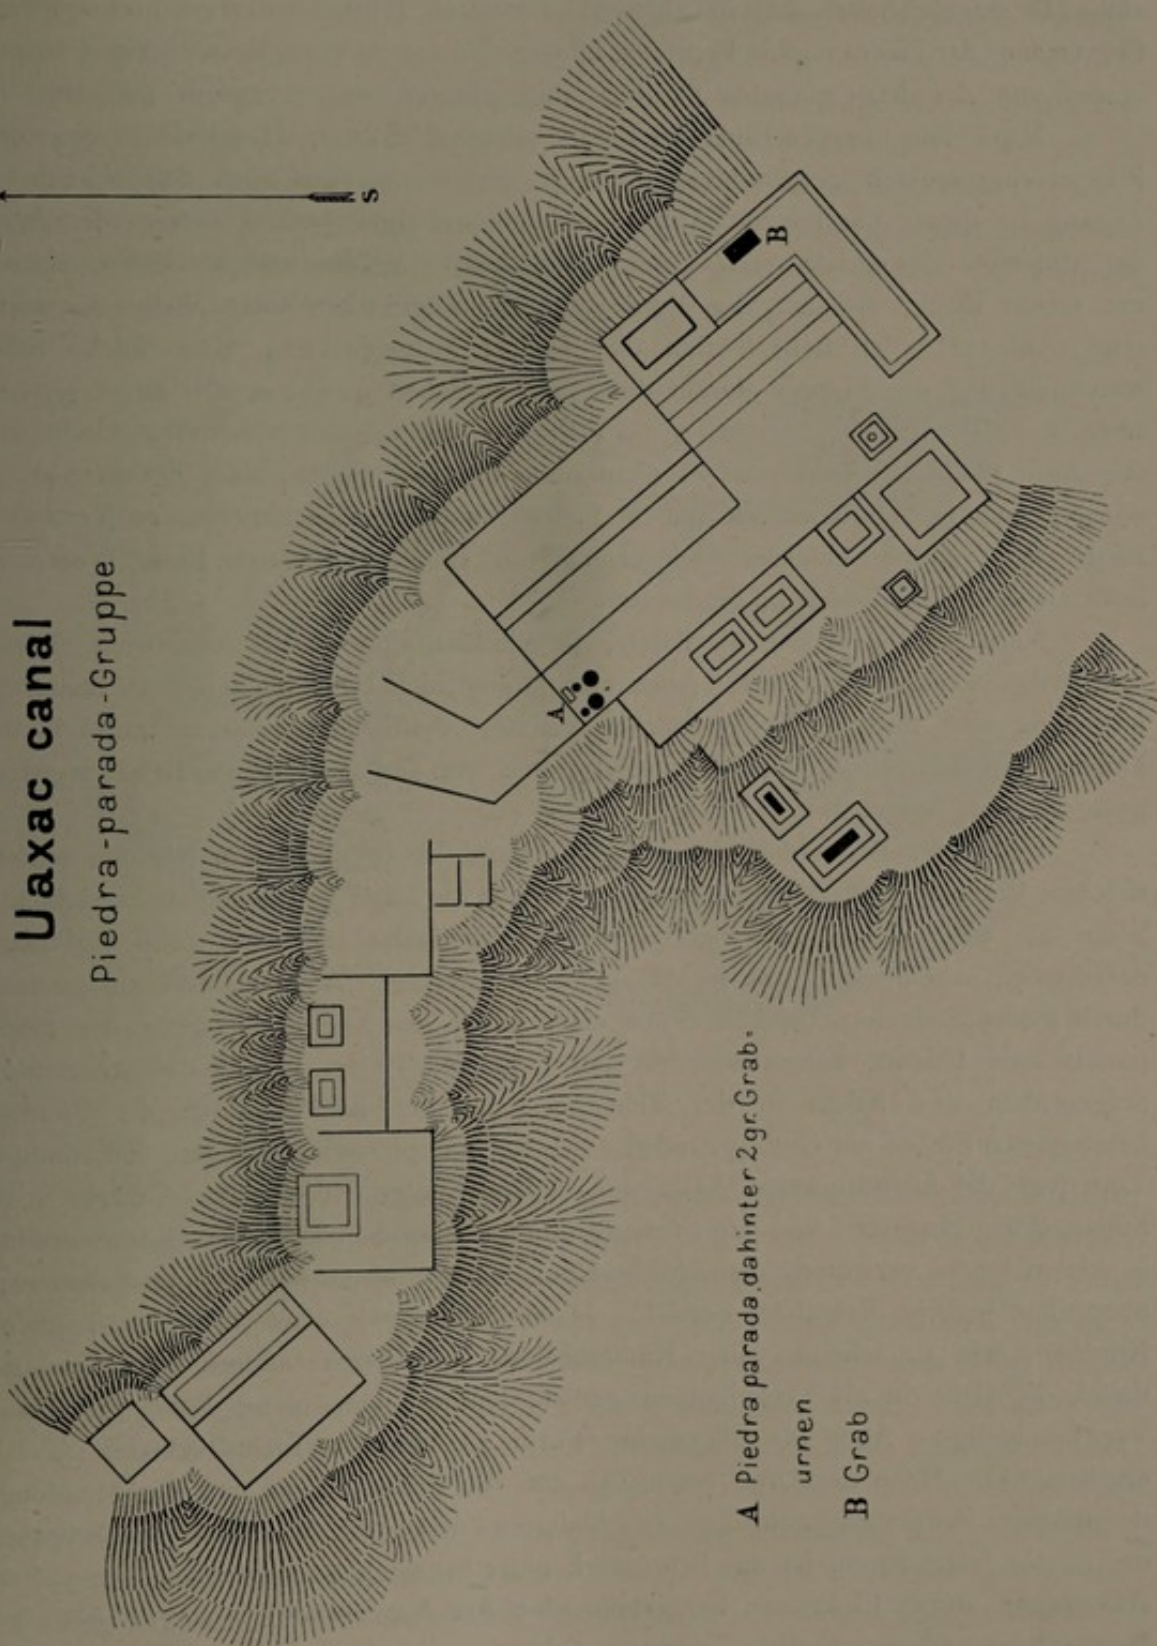 Uaxac canal
Piedra-parada-Gruppe
S
A
B
A Piedra parada, dahinter 2 gr. Grab-
urnen
B Grab